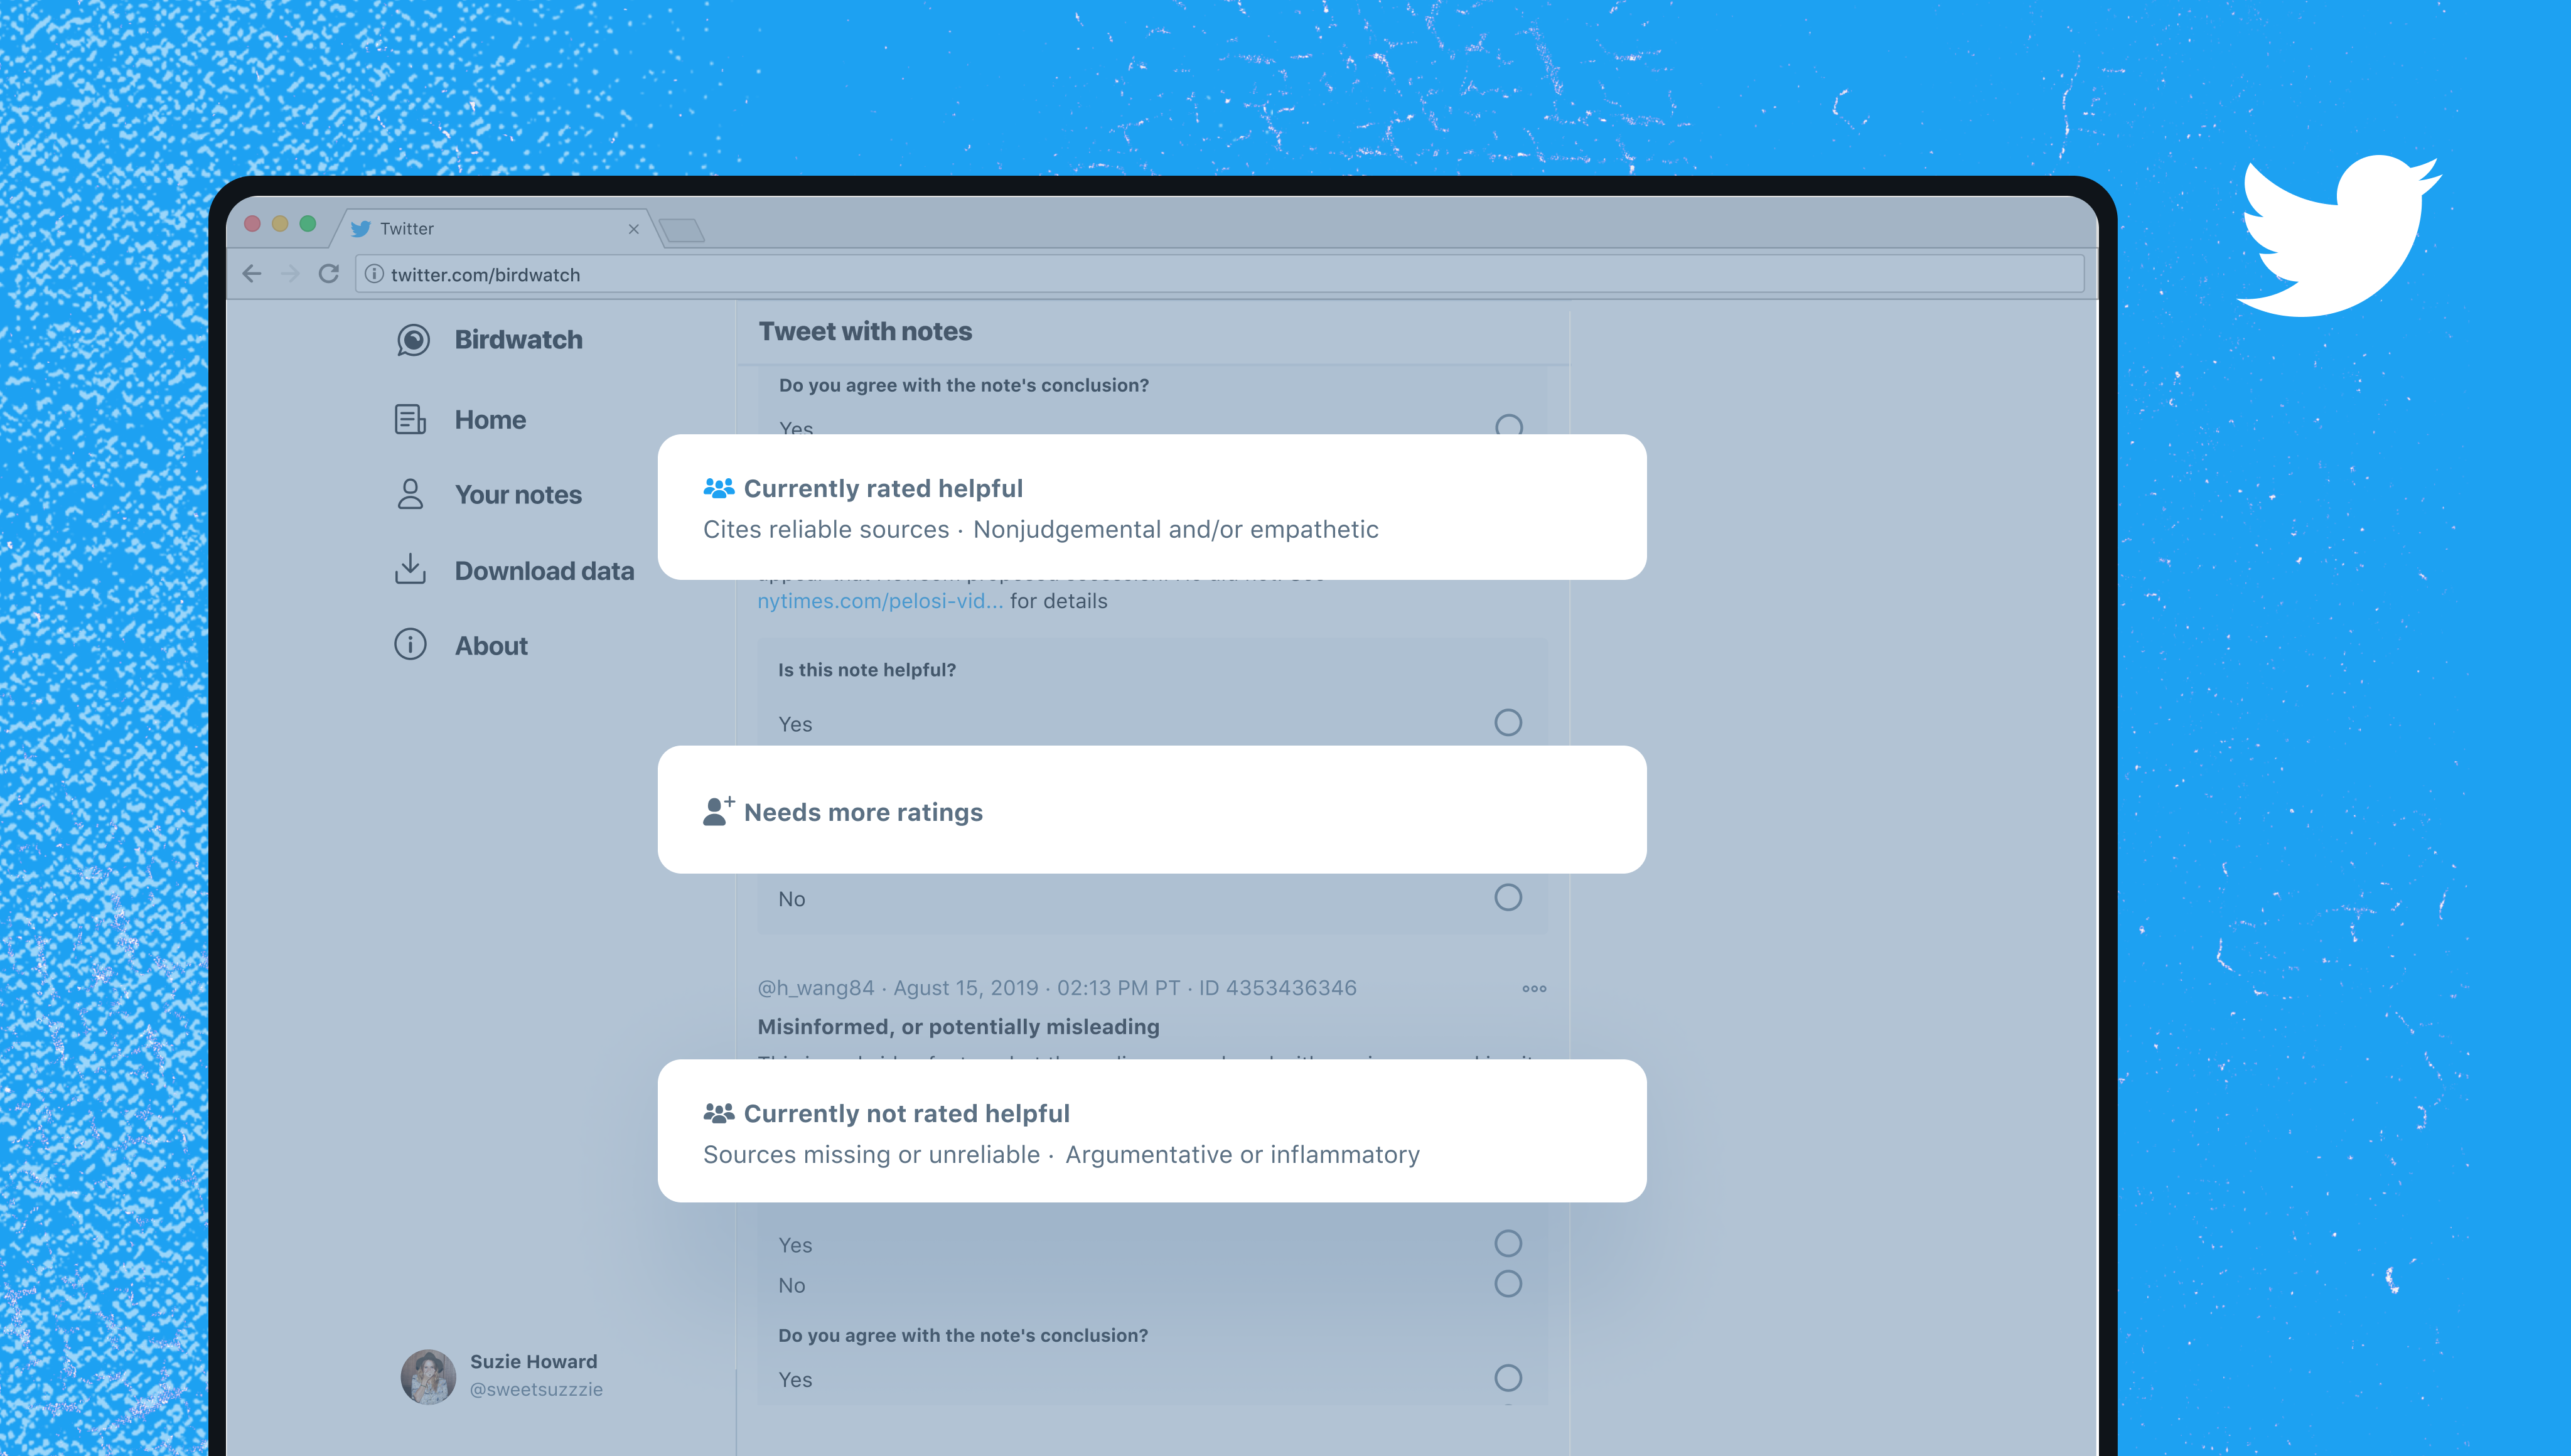 Twitter
twitter.com/birdwatch
Birdwatch
Home
Your notes
Download data
About
Suzie Howard
@sweetsuzzzie
Tweet with notes
Do you agree with the note's conclusion?
Yes
Currently rated helpful
Cites reliable sources · Nonjudgemental and/or empathetic
nytimes.com/pelosi-vid... for details
Is this note helpful?
Yes
Needs more ratings
No
@h_wang84 · Agust 15, 2019 · 02:13 PM PT · ID 4353436346
Misinformed, or potentially misleading
Currently not rated helpful
Sources missing or unreliable · Argumentative or inflammatory
Yes
No
Do you agree with the note's conclusion?
Yes